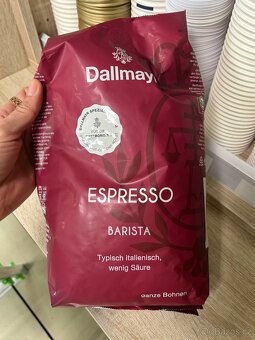 Dallmayr
ESPRESSO
BARISTA
Typisch italienisch,
wenig Säure
ganze Bohnen